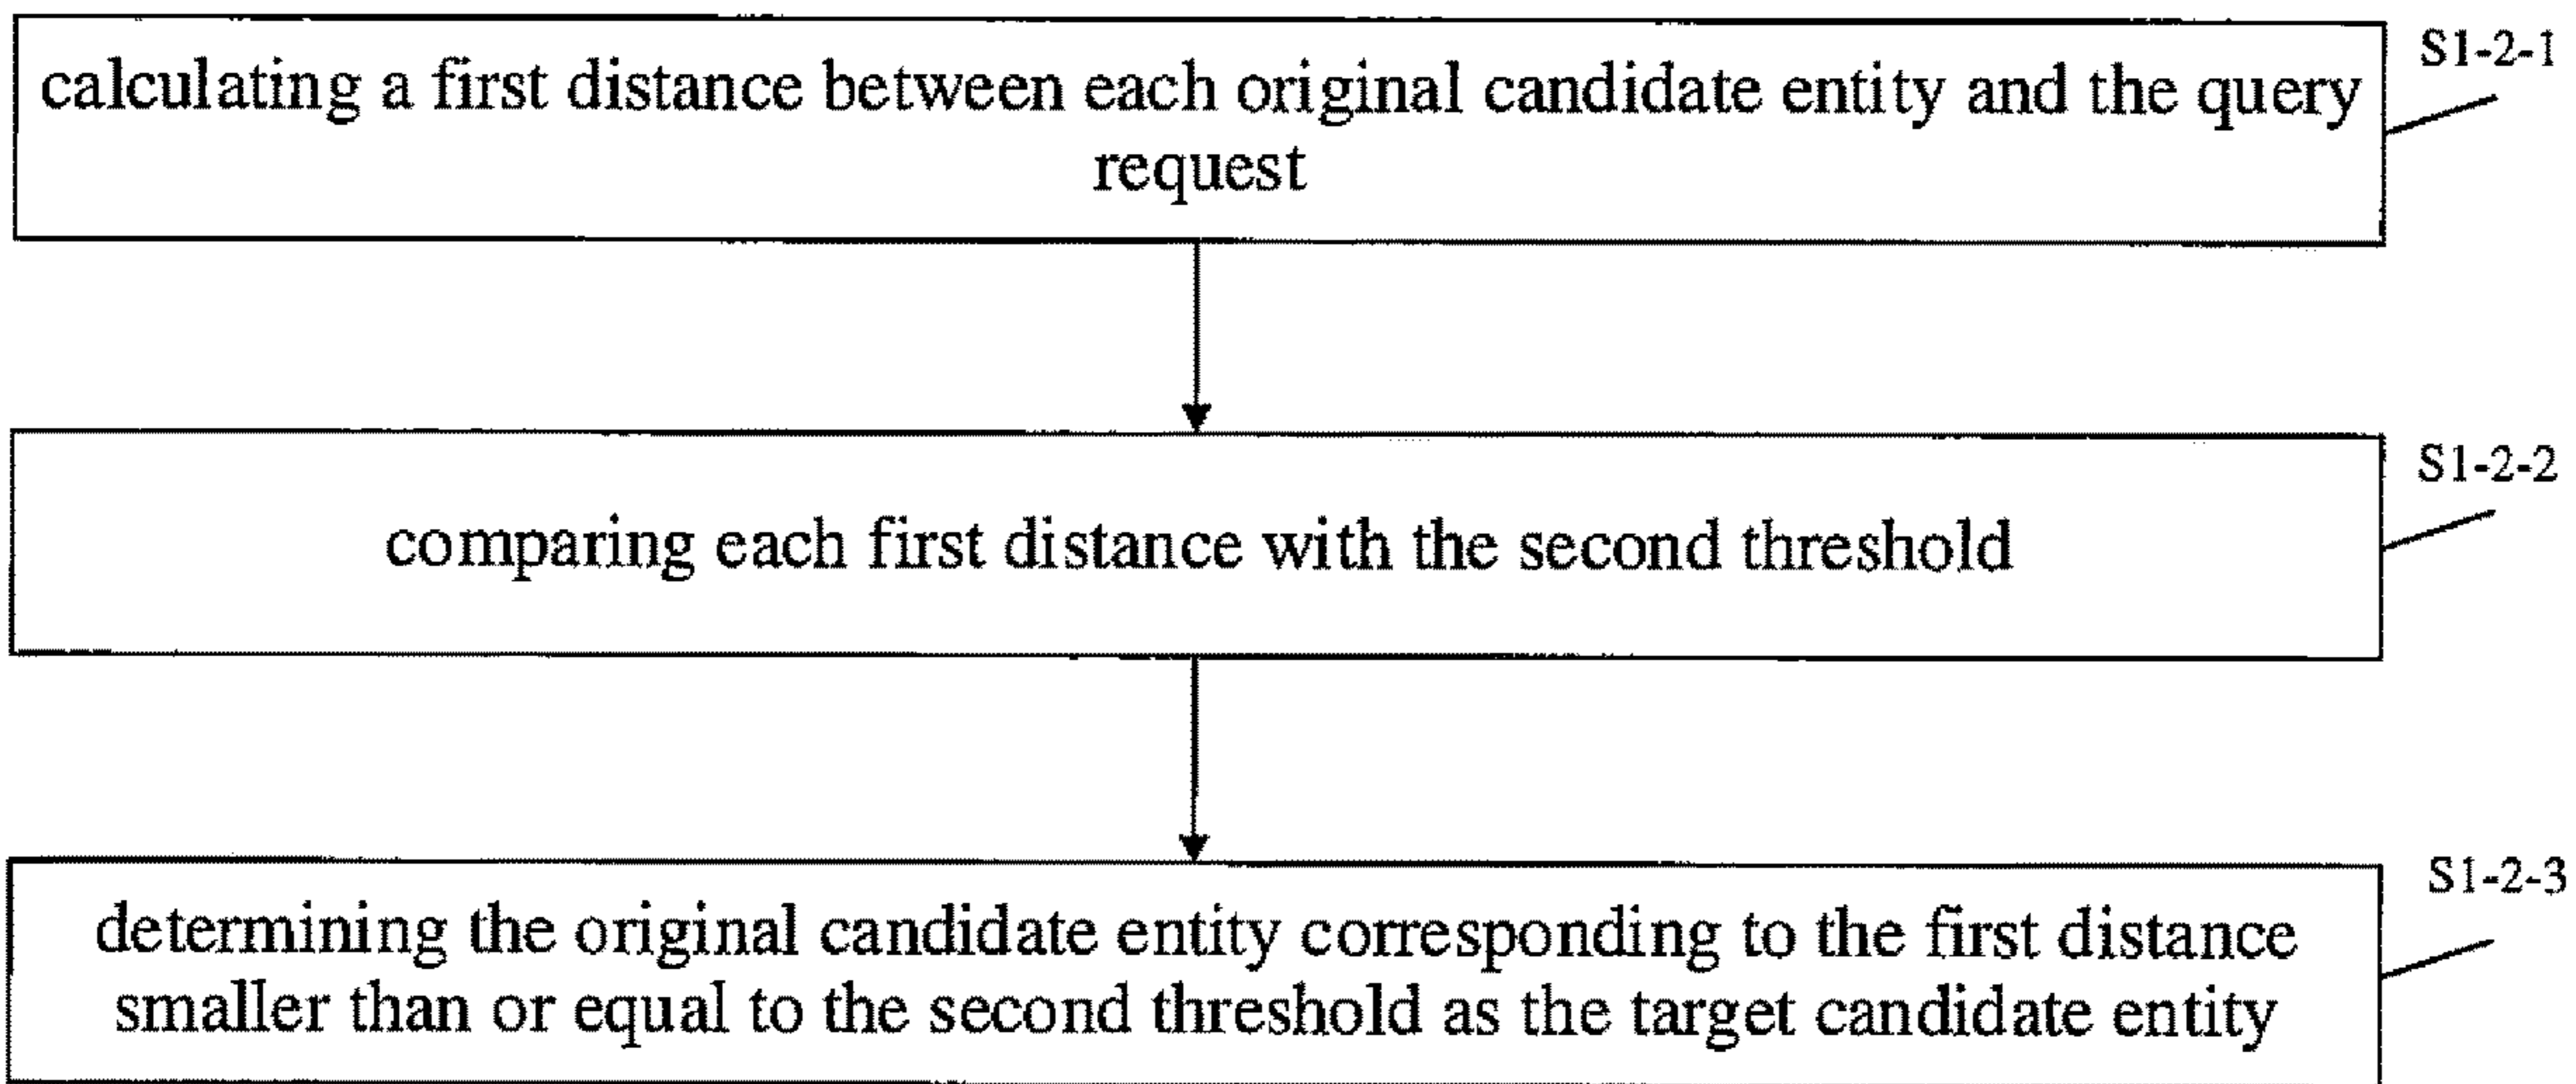 calculating a first distance between each original candidate entity and the query
request
S1-2-1
comparing each first distance with the second threshold
S1-2-2
determining the original candidate entity corresponding to the first distance
smaller than or equal to the second threshold as the target candidate entity
S1-2-3